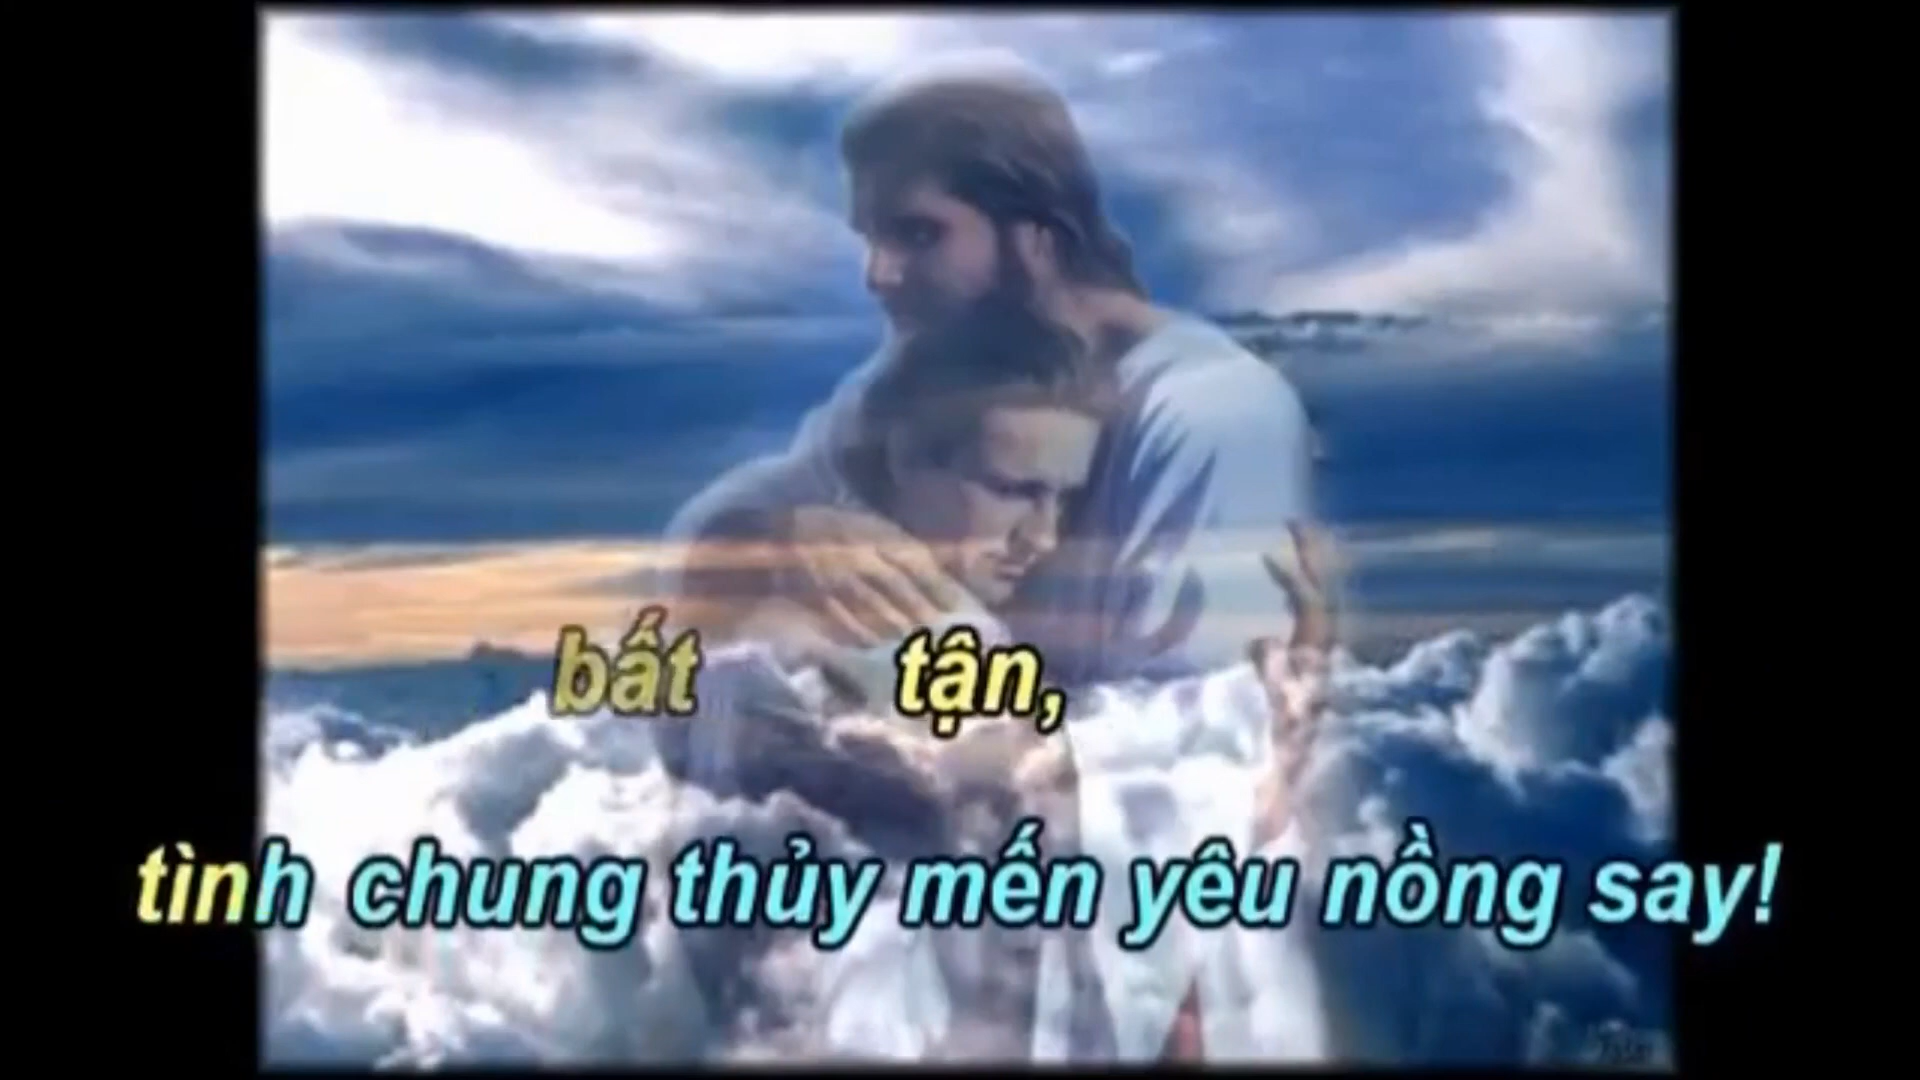 bất tận,
tình chung thủy mến yêu nồng say!